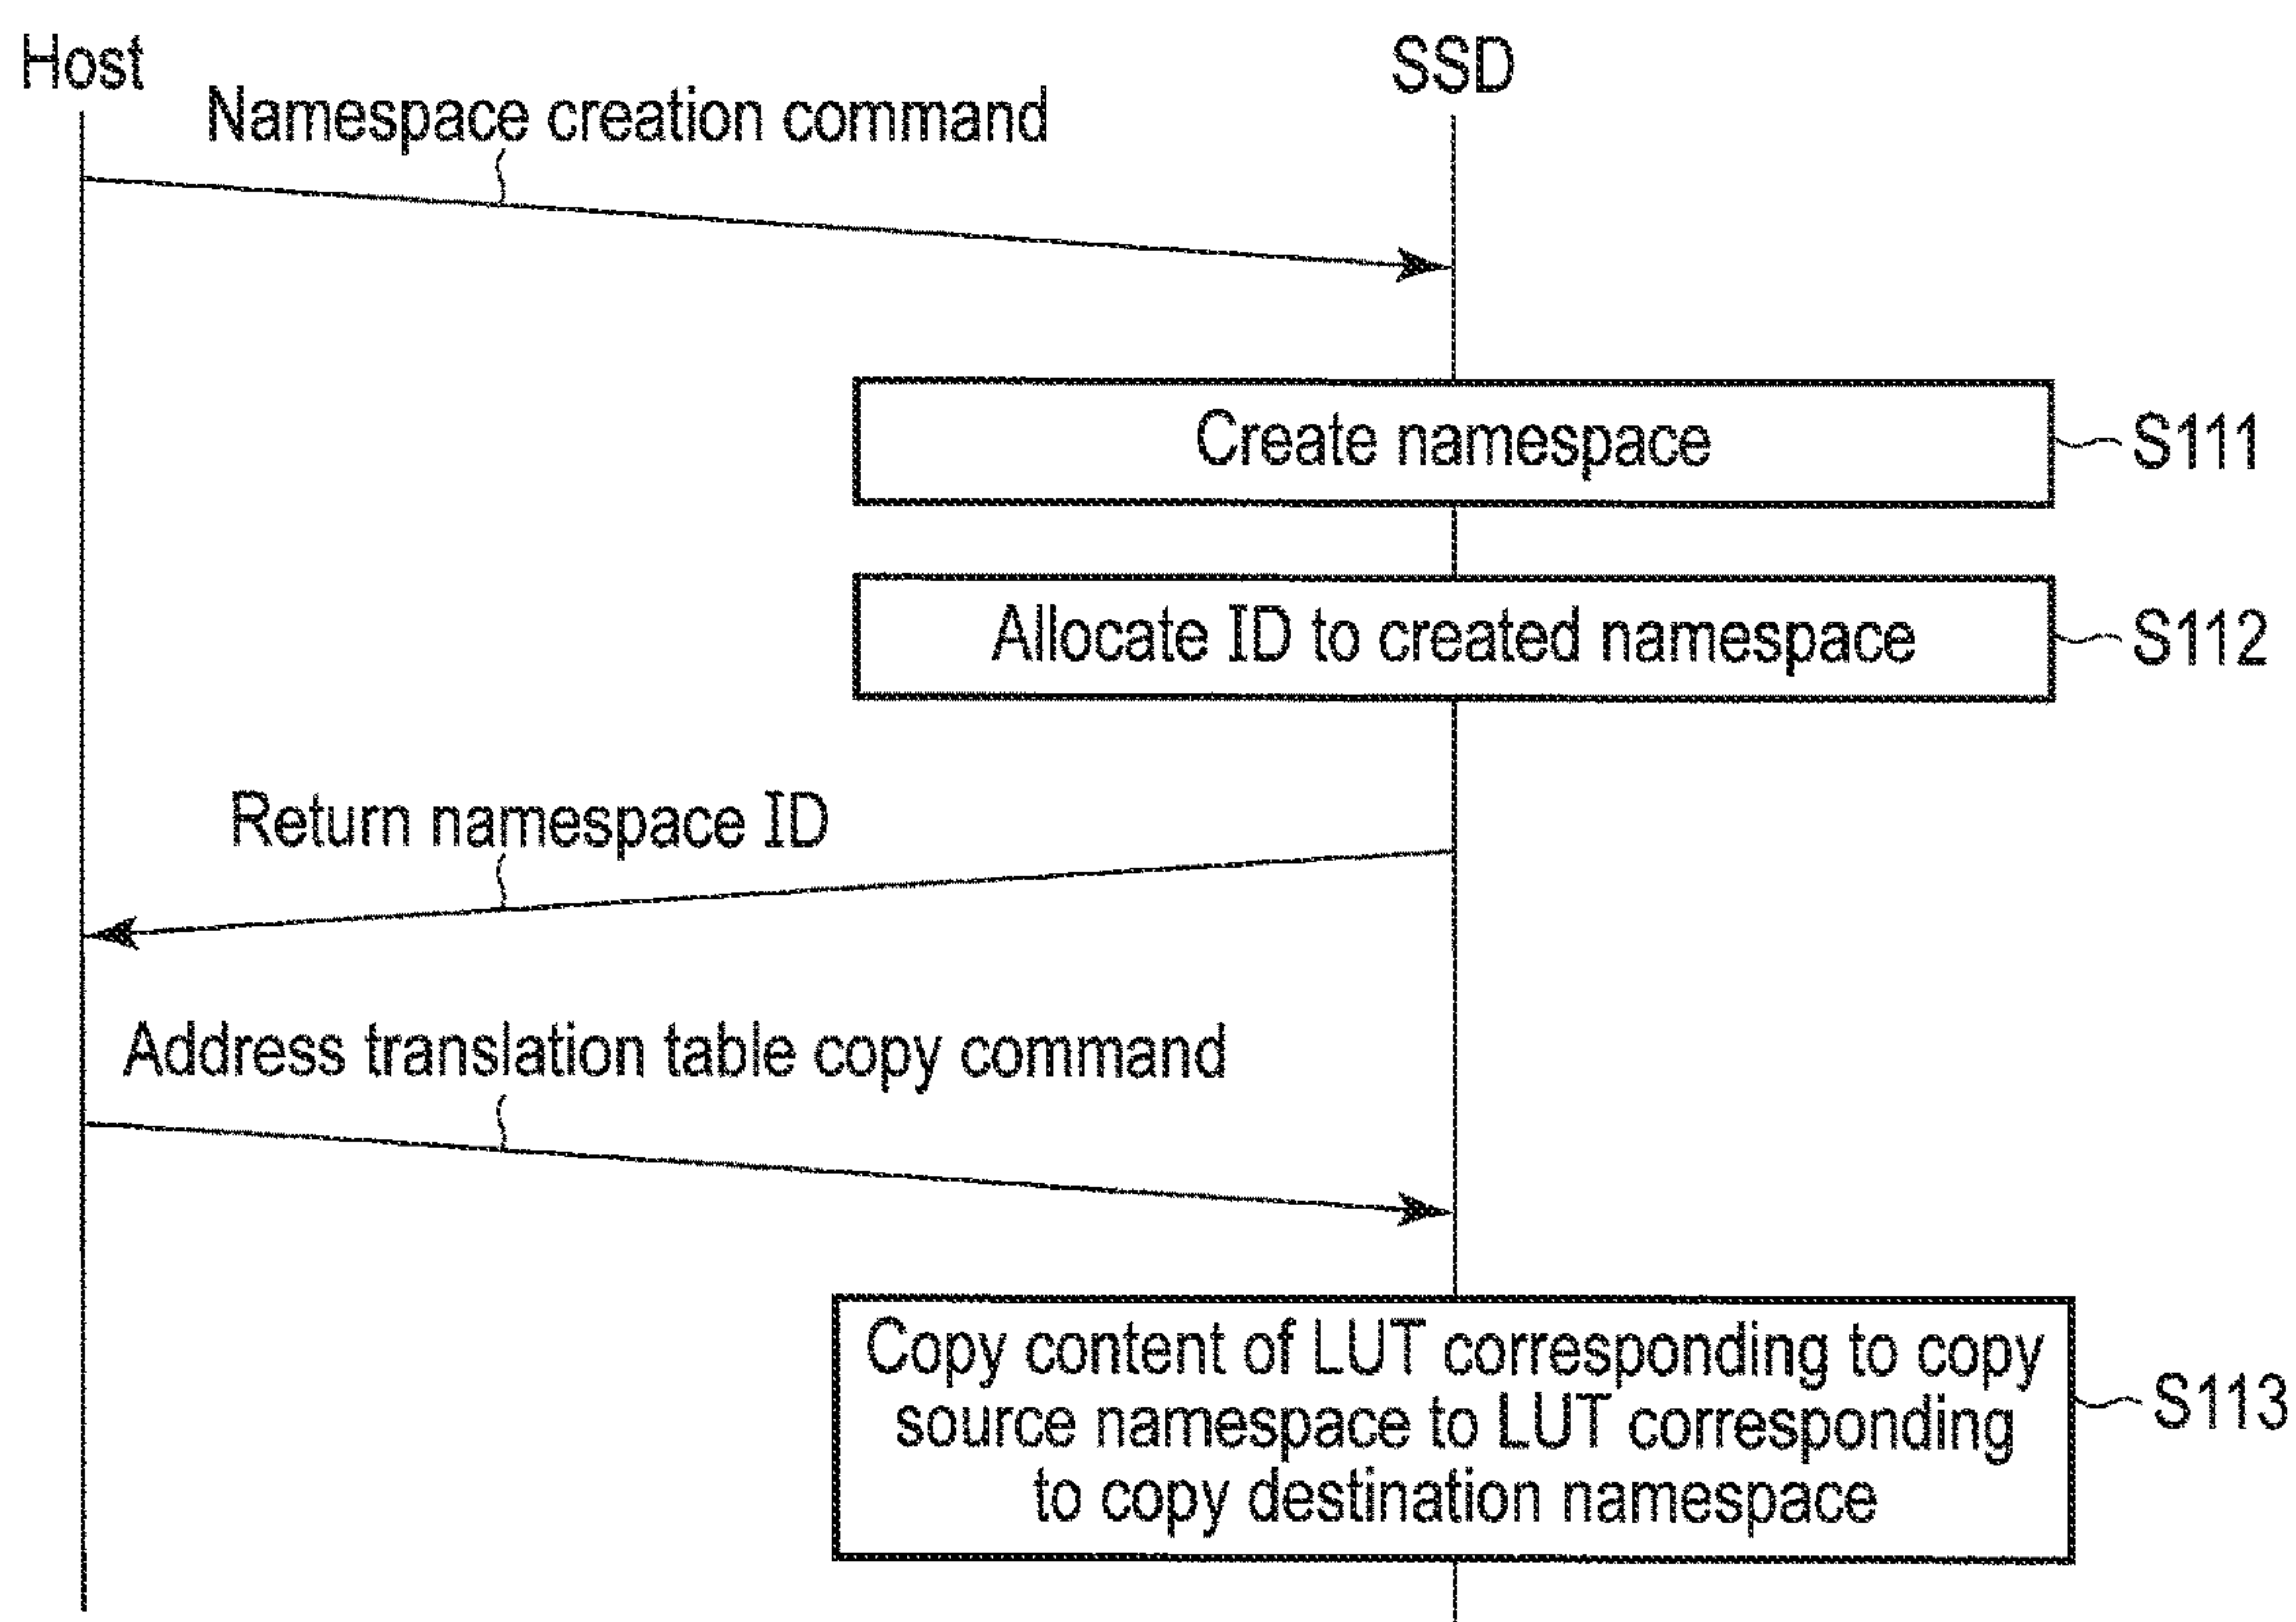 Host
SSD
Namespace creation command
Create namespace
S111
Allocate ID to created namespace
S112
Return namespace ID
Address translation table copy command
Copy content of LUT corresponding to copy
source namespace to LUT corresponding
to copy destination namespace
S113